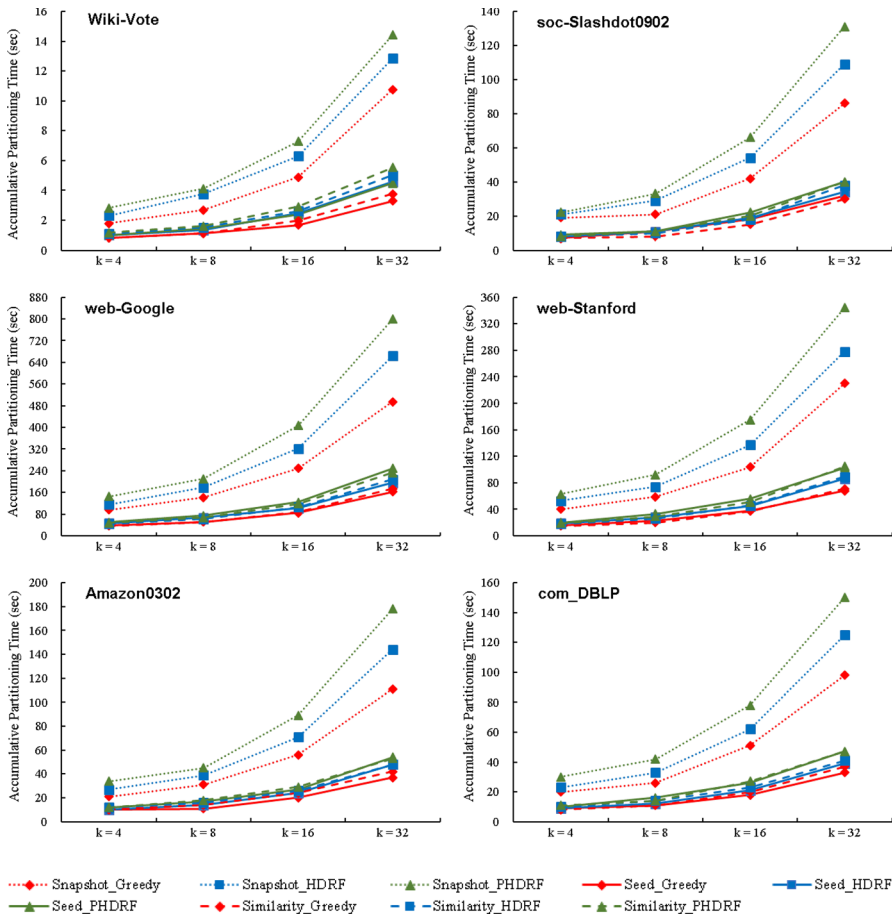 Wiki-Vote
Accumulative Partitioning Time (sec)
16
14
12
10
8
6
4
2
0
k = 4 k = 8 k = 16 k = 32
soc-Slashdot0902
Accumulative Partitioning Time (sec)
140
120
100
80
60
40
20
0
k = 4 k = 8 k = 16 k = 32
web-Google
Accumulative Partitioning Time (sec)
880
800
720
640
560
480
400
320
240
160
80
0
k = 4 k = 8 k = 16 k = 32
web-Stanford
Accumulative Partitioning Time (sec)
360
320
280
240
200
160
120
80
40
0
k = 4 k = 8 k = 16 k = 32
Amazon0302
Accumulative Partitioning Time (sec)
200
180
160
140
120
100
80
60
40
20
0
k = 4 k = 8 k = 16 k = 32
com_DBLP
Accumulative Partitioning Time (sec)
160
140
120
100
80
60
40
20
0
k = 4 k = 8 k = 16 k = 32
Snapshot_Greedy Snapshot_HDRF Snapshot_PHDRF Seed_Greedy Seed_HDRF
Seed_PHDRF Similarity_Greedy Similarity_HDRF Similarity_PHDRF